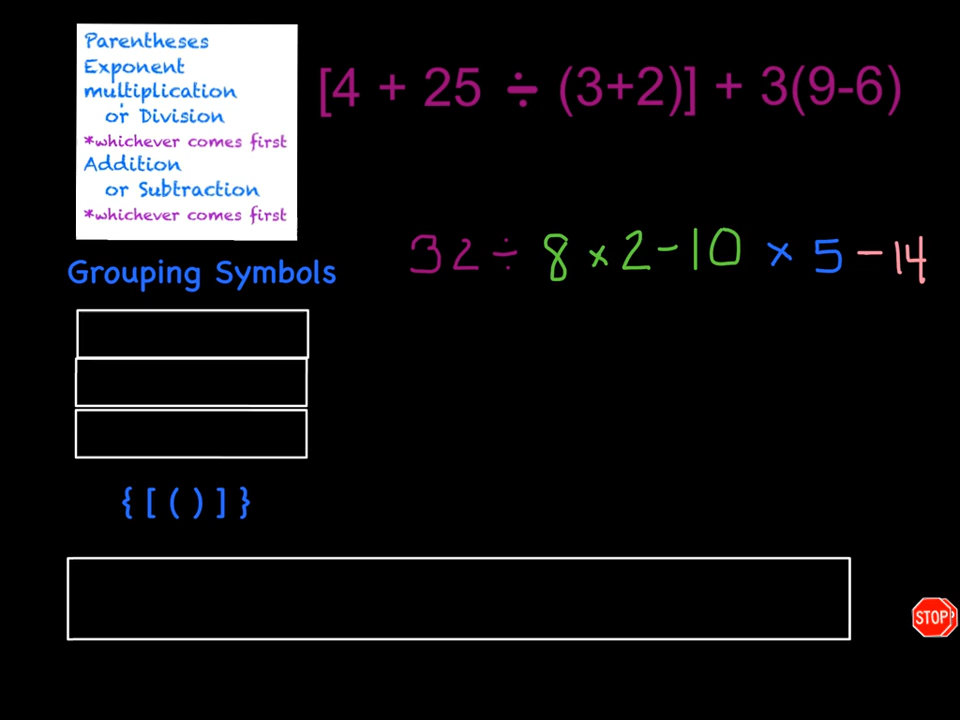 Parentheses
Exponent
multiplication
or Division
*whichever comes first
Addition
or Subtraction
*whichever comes first
[4 + 25 ÷ (3+2)] + 3(9-6)
32 ÷ 8 × 2 - 10 × 5 - 14
Grouping Symbols
{ [ ( ) ] }
STOP